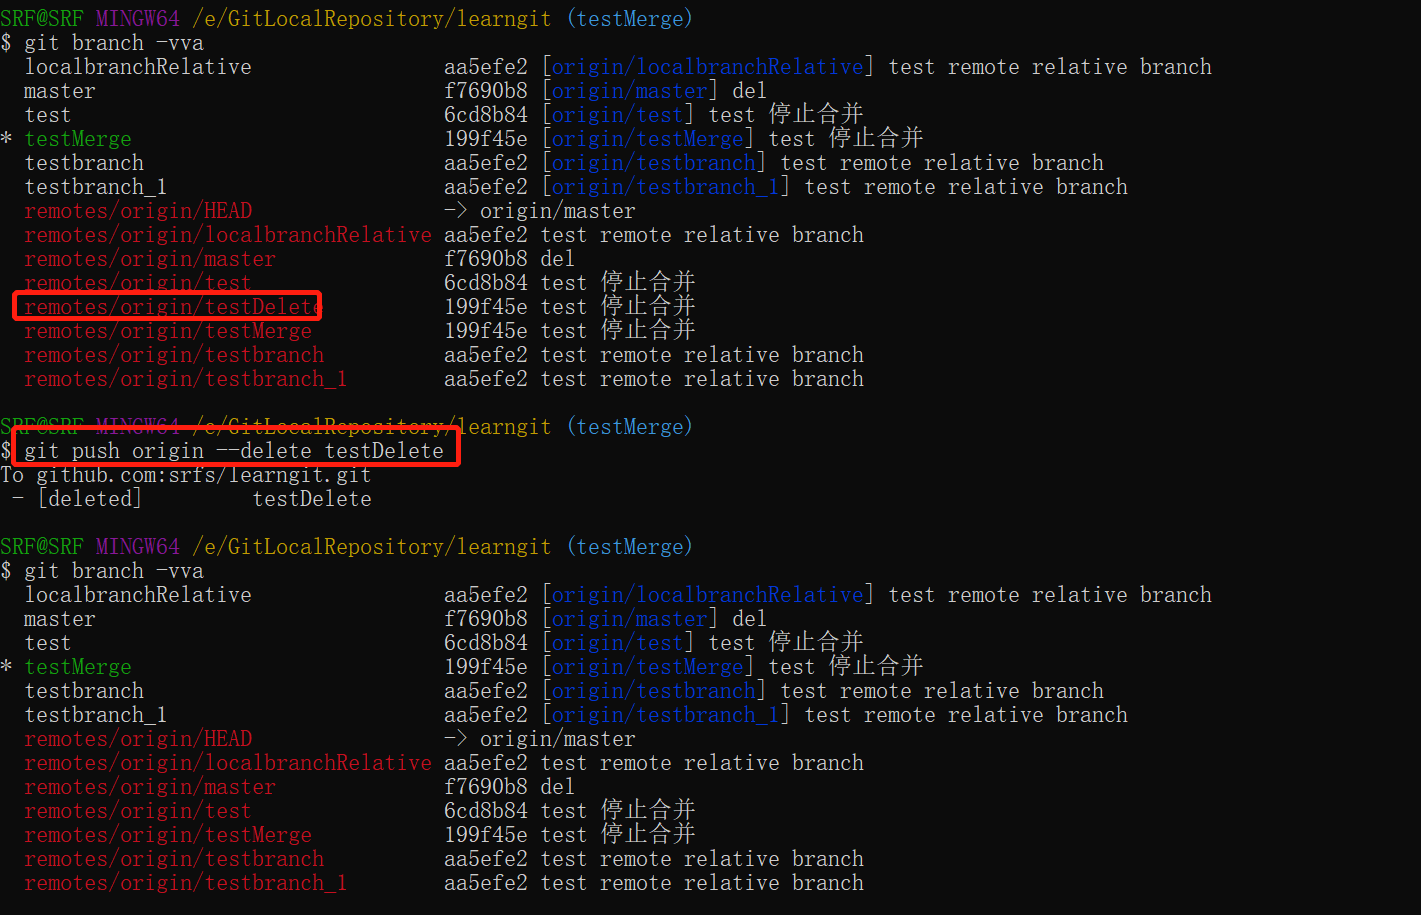 SRF@SRF MINGW64 /e/GitLocalRepository/learngit (testMerge)
$ git branch -vva
  localbranchRelative                aa5efe2 [origin/localbranchRelative] test remote relative branch
  master                             f7690b8 [origin/master] del
  test                               6cd8b84 [origin/test] test 停止合并
* testMerge                          199f45e [origin/testMerge] test 停止合并
  testbranch                         aa5efe2 [origin/testbranch] test remote relative branch
  testbranch_1                       aa5efe2 [origin/testbranch_1] test remote relative branch
  remotes/origin/HEAD                -> origin/master
  remotes/origin/localbranchRelative aa5efe2 test remote relative branch
  remotes/origin/master              f7690b8 del
  remotes/origin/test                6cd8b84 test 停止合并
  remotes/origin/testDelete          199f45e test 停止合并
  remotes/origin/testMerge           199f45e test 停止合并
  remotes/origin/testbranch          aa5efe2 test remote relative branch
  remotes/origin/testbranch_1        aa5efe2 test remote relative branch
SRF@SRF MINGW64 /e/GitLocalRepository/learngit (testMerge)
$ git push origin --delete testDelete
To github.com:srfs/learngit.git
 - [deleted]         testDelete
SRF@SRF MINGW64 /e/GitLocalRepository/learngit (testMerge)
$ git branch -vva
  localbranchRelative                aa5efe2 [origin/localbranchRelative] test remote relative branch
  master                             f7690b8 [origin/master] del
  test                               6cd8b84 [origin/test] test 停止合并
* testMerge                          199f45e [origin/testMerge] test 停止合并
  testbranch                         aa5efe2 [origin/testbranch] test remote relative branch
  testbranch_1                       aa5efe2 [origin/testbranch_1] test remote relative branch
  remotes/origin/HEAD                -> origin/master
  remotes/origin/localbranchRelative aa5efe2 test remote relative branch
  remotes/origin/master              f7690b8 del
  remotes/origin/test                6cd8b84 test 停止合并
  remotes/origin/testMerge           199f45e test 停止合并
  remotes/origin/testbranch          aa5efe2 test remote relative branch
  remotes/origin/testbranch_1        aa5efe2 test remote relative branch